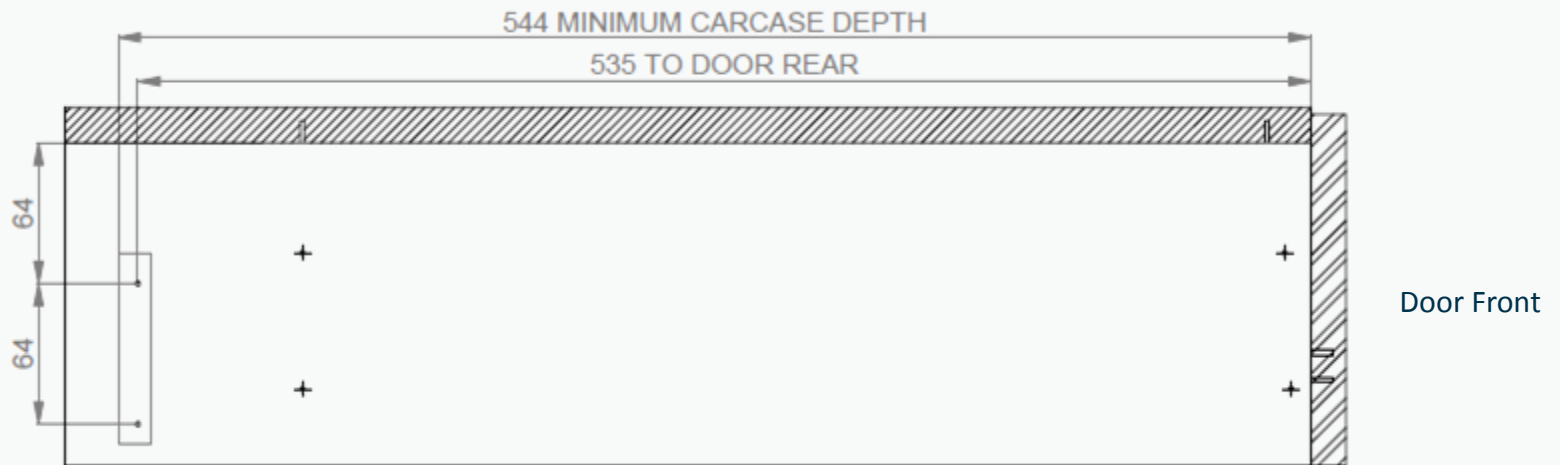 544 MINIMUM CARCASE DEPTH
535 TO DOOR REAR
64
64
Door Front